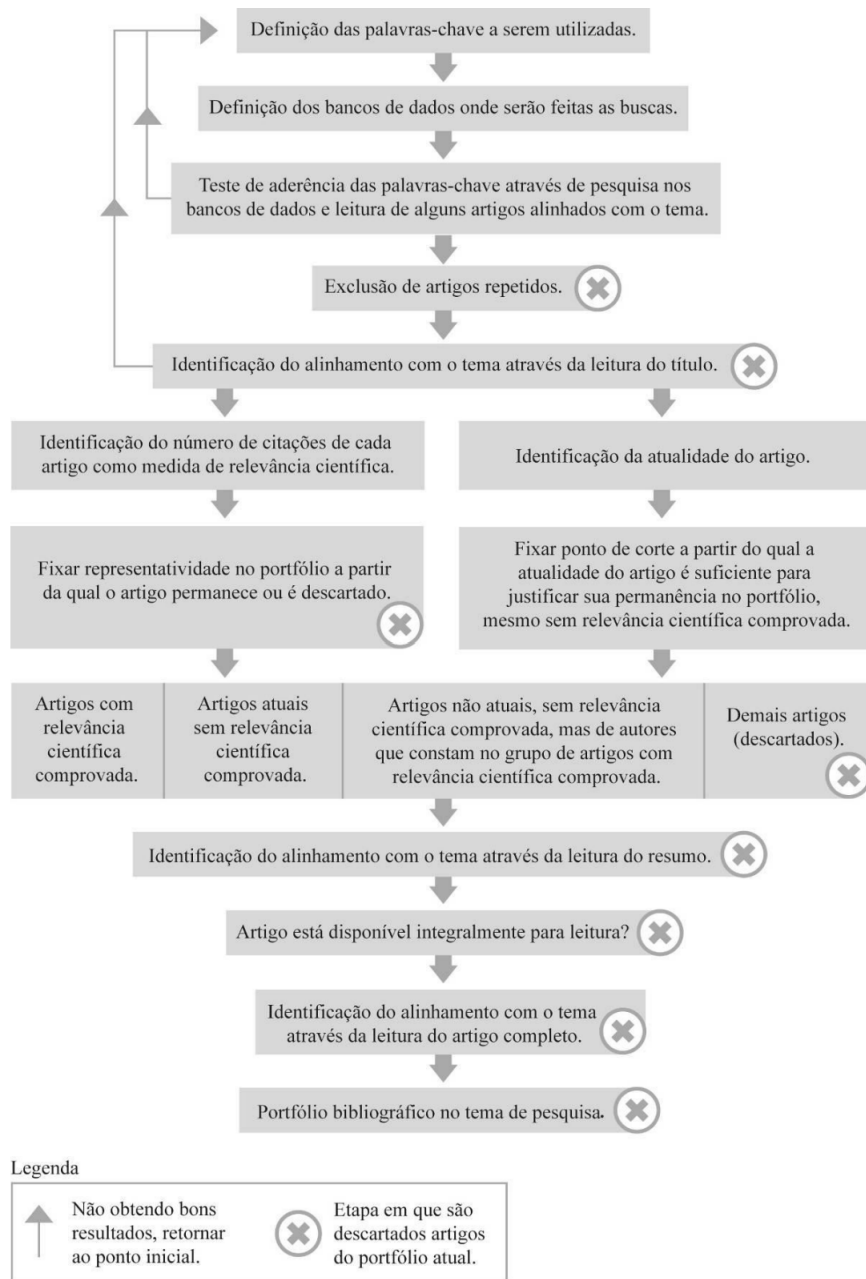 Definição das palavras-chave a serem utilizadas.
Definição dos bancos de dados onde serão feitas as buscas.
Teste de aderência das palavras-chave através de pesquisa nos
bancos de dados e leitura de alguns artigos alinhados com o tema.
Exclusão de artigos repetidos.
Identificação do alinhamento com o tema através da leitura do título.
Identificação do número de citações de cada
artigo como medida de relevância científica.
Identificação da atualidade do artigo.
Fixar representatividade no portfólio a partir
da qual o artigo permanece ou é descartado.
Fixar ponto de corte a partir do qual a
atualidade do artigo é suficiente para
justificar sua permanência no portfólio,
mesmo sem relevância científica comprovada.
Artigos com
relevância
científica
comprovada.
Artigos atuais
sem relevância
científica
comprovada.
Artigos não atuais, sem relevância
científica comprovada, mas de autores
que constam no grupo de artigos com
relevância científica comprovada.
Demais artigos
(descartados).
Identificação do alinhamento com o tema através da leitura do resumo.
Artigo está disponível integralmente para leitura?
Identificação do alinhamento com o tema
através da leitura do artigo completo.
Portfólio bibliográfico no tema de pesquisa.
Legenda
Não obtendo bons
resultados, retornar
ao ponto inicial.
Etapa em que são
descartados artigos
do portfólio atual.